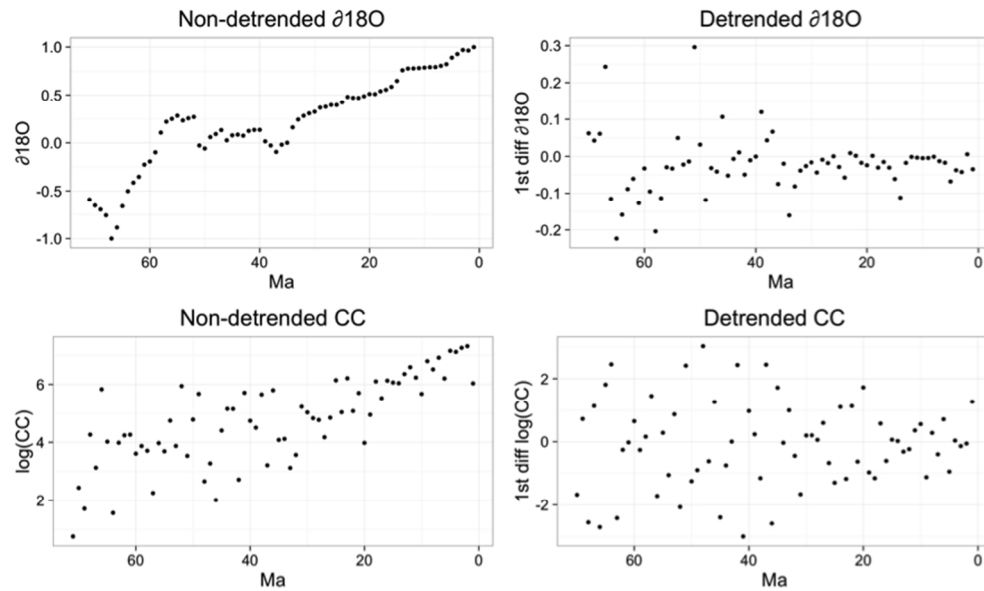 Non-detrended ∂18O
Detrended ∂18O
∂18O
1.0
0.5
0.0
-0.5
-1.0
60
40
20
0
Ma
1st diff ∂18O
0.3
0.2
0.1
0.0
-0.1
-0.2
60
40
20
0
Ma
Non-detrended CC
Detrended CC
log(CC)
6
4
2
60
40
20
0
Ma
1st diff log(CC)
2
0
-2
60
40
20
0
Ma